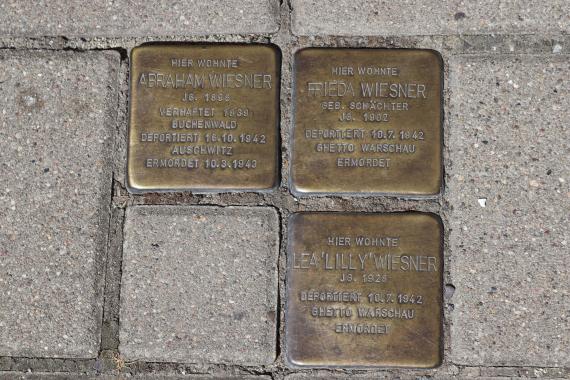 HIER WOHNTE
ABRAHAM WIESNER
JG. 1898
VERHAFTET 1939
BUCHENWALD
DEPORTIERT 16.10.1942
AUSCHWITZ
ERMORDET 10.3.1943
HIER WOHNTE
FRIEDA WIESNER
GEB. SCHÄCHTER
JG. 1902
DEPORTIERT 10.7.1942
GHETTO WARSCHAU
ERMORDET
HIER WOHNTE
LEA 'LILLY' WIESNER
JG. 1928
DEPORTIERT 10.7.1942
GHETTO WARSCHAU
ERMORDET